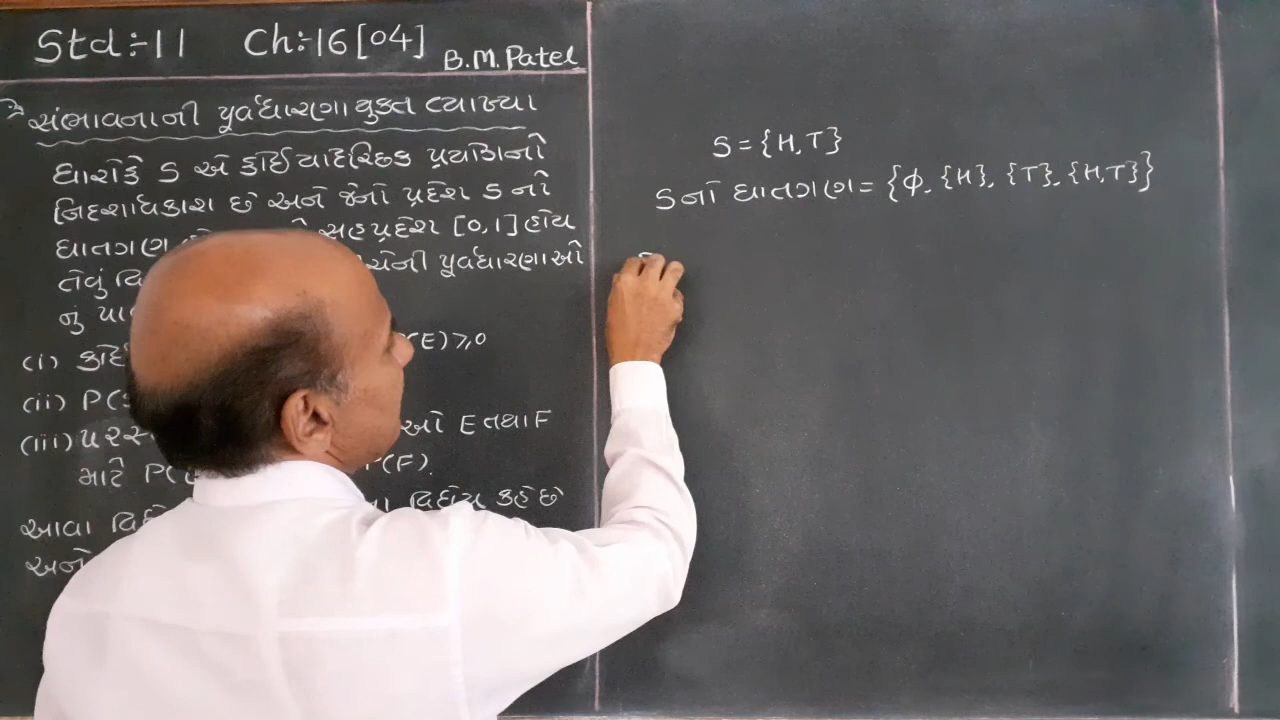 Std:-11 Ch:-16[04] B.M.Patel
સંભાવનાની પૂર્વધારણાયુક્ત વ્યાખ્યા
ધારોકે S એ કોઈ યાદચ્છિક પ્રયોગનો
નિદર્શાવકાશ છે અને જેનો પ્રદેશ S નો
ઘાતગણ સહપ્રદેશ [0,1] હોય
તેવું પૂર્વધારણાઓ
નું
(i) (E)≥0
(ii) P(
(iii) પરસ્ ઓ E તથા F
માટે P( (F).
આવા વિધેય કહે છે
અને
S={H,T}
S નો ઘાતગણ={ϕ, {H}, {T}, {H,T}}